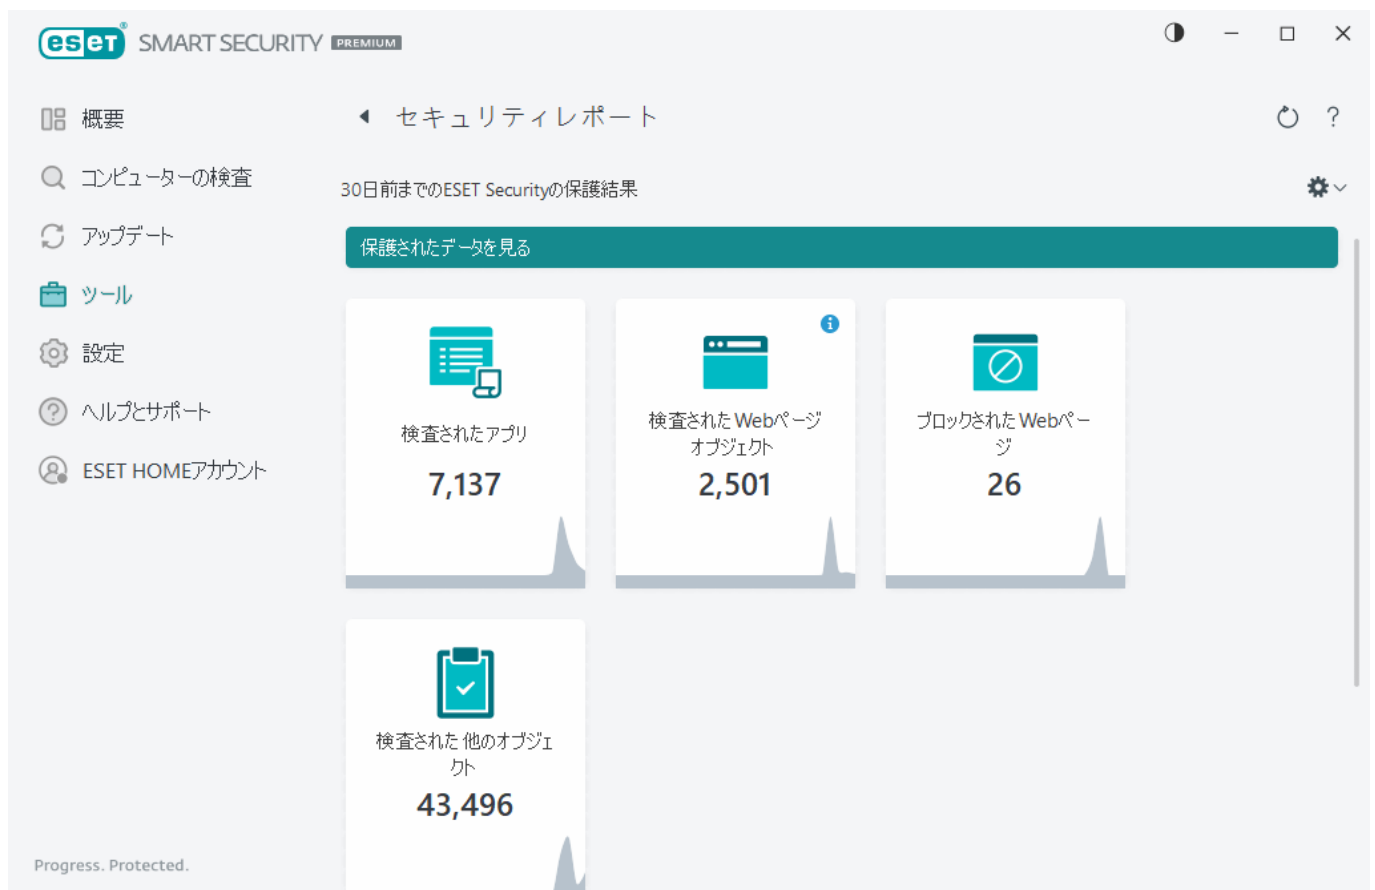 eseT® SMART SECURITY PREMIUM
概要
コンピューターの検査
アップデート
ツール
設定
ヘルプとサポート
ESET HOMEアカウント
Progress. Protected.
セキュリティレポート
?
30日前までのESET Securityの保護結果
保護されたデータを見る
検査されたアプリ
7,137
検査されたWebページ
オブジェクト
2,501
ブロックされたWebペー
ジ
26
検査された他のオブジェ
クト
43,496